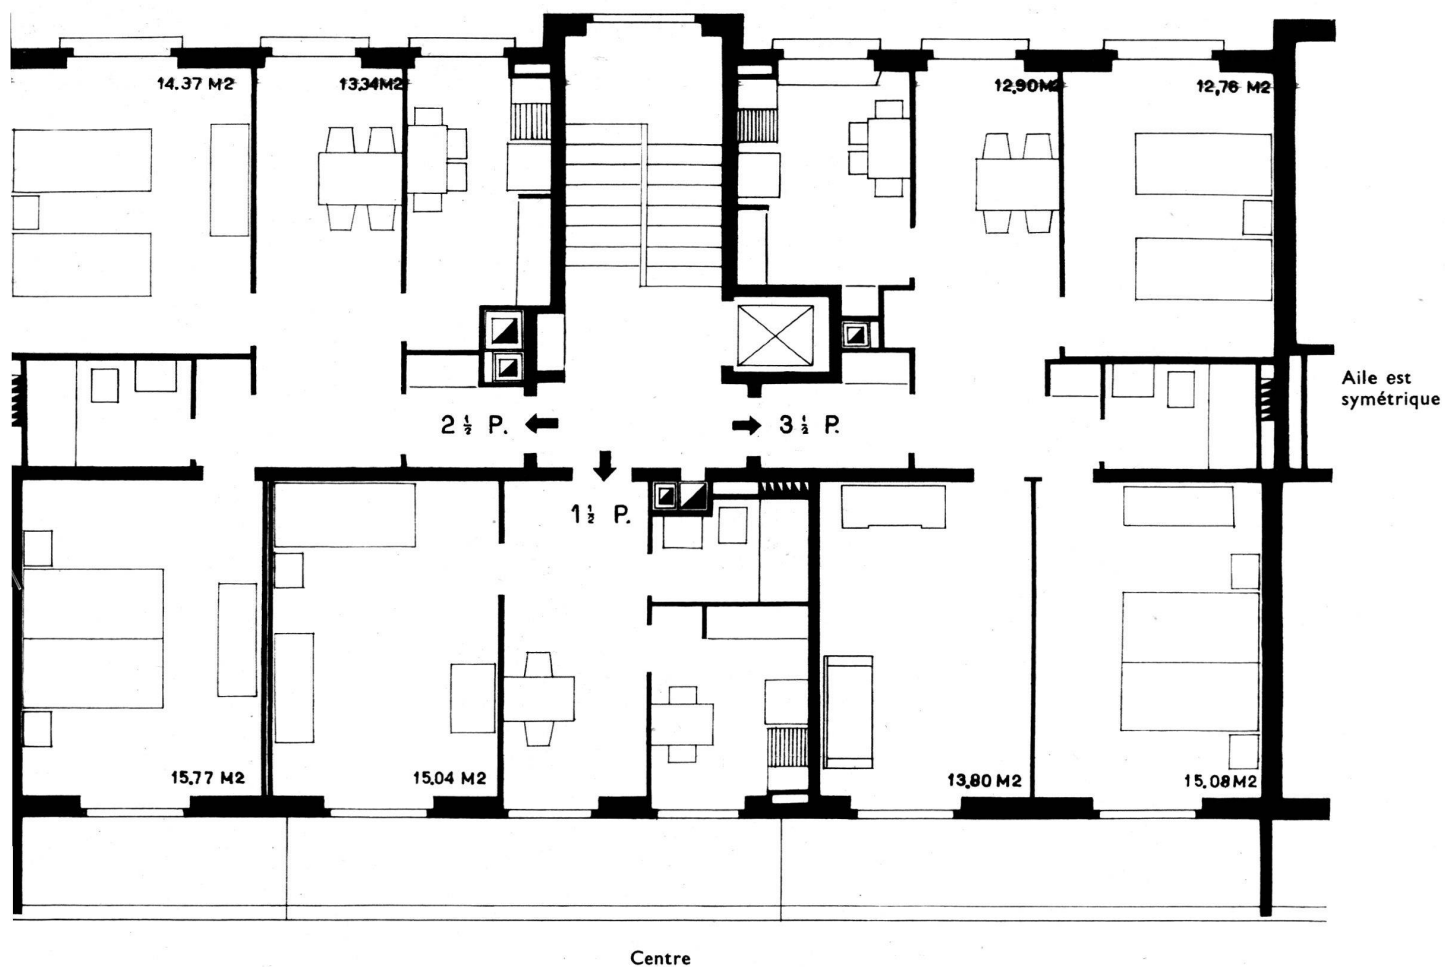 14.37 M2
13,34M2
12,90M2
12,76 M2
Aile est
symétrique
2 ½ P.
3 ½ P.
1 ½ P.
15,77 M2
15,04 M2
13,80 M2
15,08M2
Centre